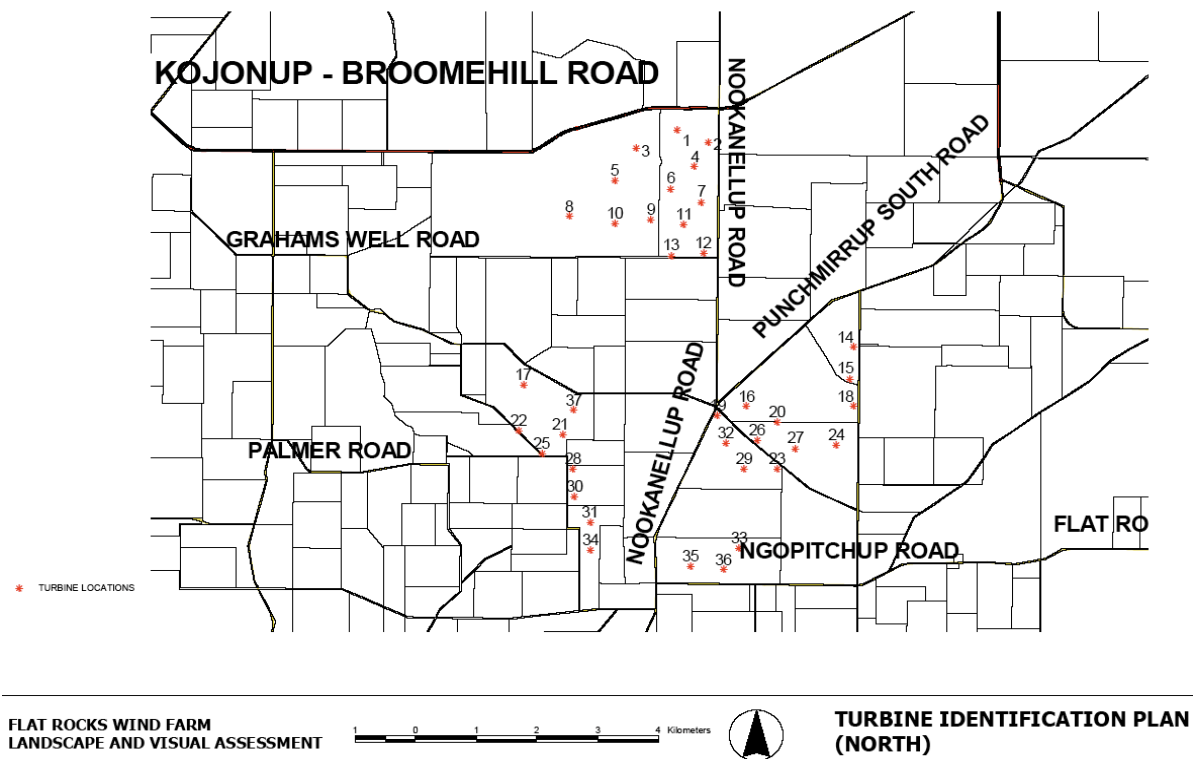 KOJONUP - BROOMEHILL ROAD
NOOKANELLUP ROAD
PUNCHMIRRUP SOUTH ROAD
1
2
3
4
5
6
7
8
9
10
11
12
13
GRAHAMS WELL ROAD
14
15
16
17
18
19
20
37
21
22
25
26
27
24
32
28
29
23
30
31
34
33
35
36
PALMER ROAD
NOOKANELLUP ROAD
NGOPITCHUP ROAD
FLAT RO
TURBINE LOCATIONS
FLAT ROCKS WIND FARM
LANDSCAPE AND VISUAL ASSESSMENT
1 0 1 2 3 4 Kilometers
TURBINE IDENTIFICATION PLAN
(NORTH)